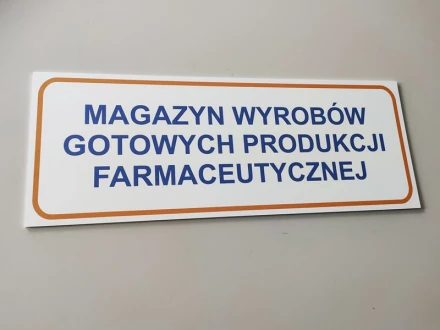 MAGAZYN WYROBÓW
GOTOWYCH PRODUKCJI
FARMACEUTYCZNEJ